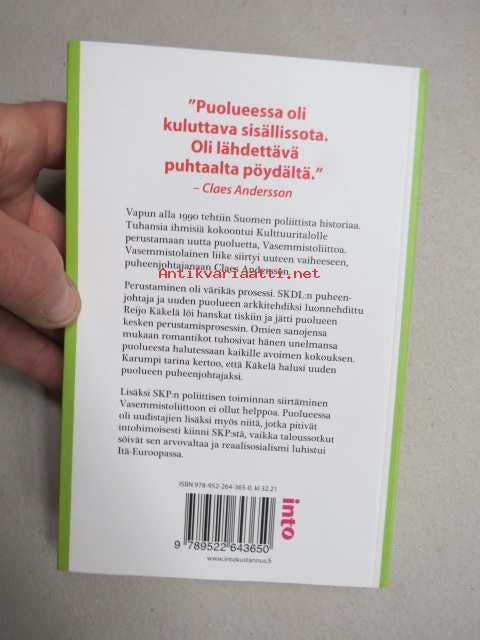 ”Puolueessa oli
kuluttava sisällissota.
Oli lähdettävä
puhtaalta pöydältä.”
– Claes Andersson
Vapun alla 1990 tehtiin Suomen poliittista historiaa.
Tuhansia ihmisiä kokoontui Kulttuuritalolle
perustamaan uutta puoluetta, Vasemmistoliittoa.
Vasemmistolainen liike siirtyi uuteen vaiheeseen,
puheenjohtajanaan Claes Andersson.
Antikvariaatti.net
Perustaminen oli värikäs prosessi. SKDL:n puheen-
johtaja ja uuden puolueen arkkitehdiksi luonnehdittu
Reijo Käkelä löi hanskat tiskiin ja jätti puolueen
kesken perustamisprosessin. Omien sanojensa
mukaan romantikot tuhosivat hänen unelmansa
puolueesta halutessaan kaikille avoimen kokouksen.
Karumpi tarina kertoo, että Käkelä halusi uuden
puolueen puheenjohtajaksi.
Lisäksi SKP:n poliittisen toiminnan siirtäminen
Vasemmistoliittoon ei ollut helppoa. Puolueessa
oli uudistajien lisäksi myös niitä, jotka pitivät
intohimoisesti kiinni SKP:stä, vaikka taloussotkut
söivät sen arvovaltaa ja reaalisosialismi luhistui
Itä-Euroopassa.
ISBN 978-952-264-365-0, kl 32.21
into
9 789522 643650
www.intokustannus.fi